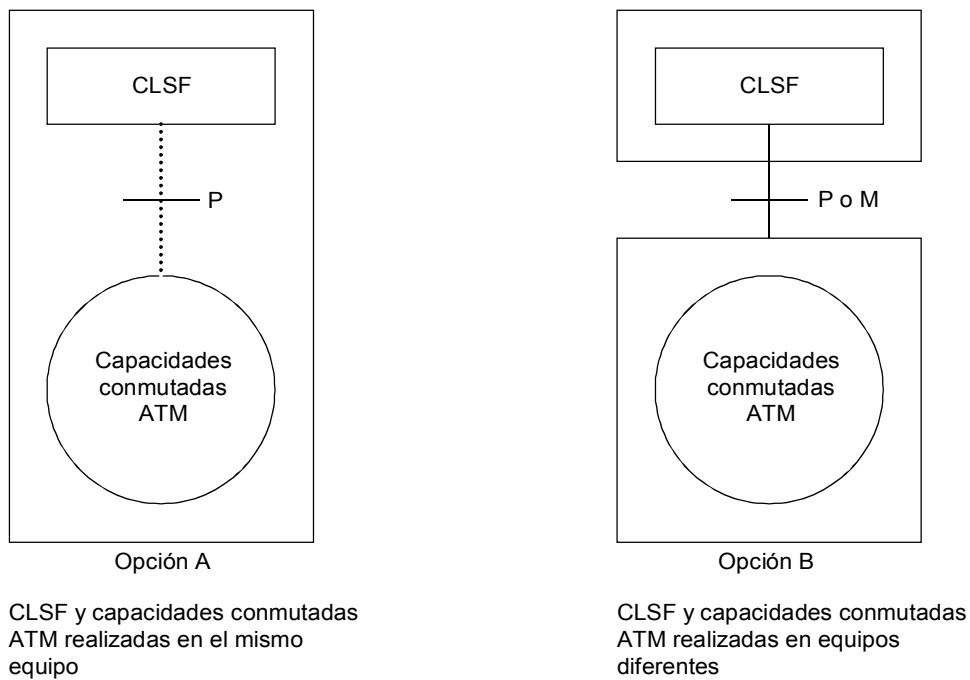 CLSF
P
Capacidades
conmutadas
ATM
Opción A
CLSF y capacidades conmutadas
ATM realizadas en el mismo
equipo
CLSF
P o M
Capacidades
conmutadas
ATM
Opción B
CLSF y capacidades conmutadas
ATM realizadas en equipos
diferentes